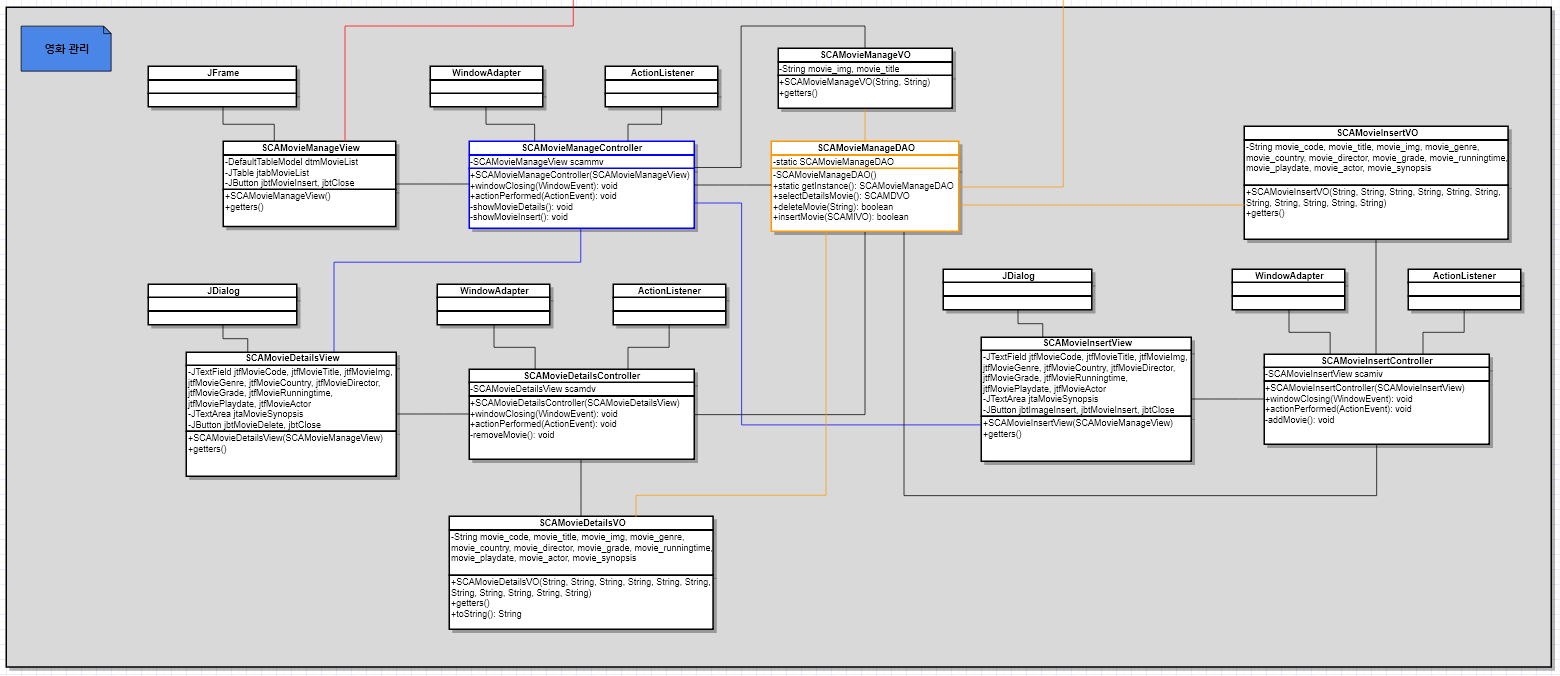 영화 관리
JFrame
WindowAdapter
ActionListener
SCAMovieManageVO
-String movie_img, movie_title
+SCAMovieManageVO(String, String)
+getters()
SCAMovieManageView
-DefaultTableModel dtmMovieList
-JTable jtabMovieList
-JButton jbtMovieInsert, jbtClose
+SCAMovieManageView()
+getters()
SCAMovieManageController
-SCAMovieManageView scammv
+SCAMovieManageController(SCAMovieManageView)
+windowClosing(WindowEvent): void
+actionPerformed(ActionEvent): void
-showMovieDetails(): void
-showMovieInsert(): void
SCAMovieManageDAO
-static SCAMovieManageDAO
-SCAMovieManageDAO()
+static getInstance(): SCAMovieManageDAO
+selectDetailsMovie(): SCAMDVO
+deleteMovie(String): boolean
+insertMovie(SCAMIVO): boolean
SCAMovieInsertVO
-String movie_code, movie_title, movie_img, movie_genre,
movie_country, movie_director, movie_grade, movie_runningtime,
movie_playdate, movie_actor, movie_synopsis
+SCAMovieInsertVO(String, String, String, String, String, String,
String, String, String, String, String)
+getters()
JDialog
WindowAdapter
ActionListener
JDialog
WindowAdapter
ActionListener
SCAMovieDetailsView
-JTextField jtfMovieCode, jtfMovieTitle, jtfMovieImg,
jtfMovieGenre, jtfMovieCountry, jtfMovieDirector,
jtfMovieGrade, jtfMovieRunningtime,
jtfMoviePlaydate, jtfMovieActor
-JTextArea jtaMovieSynopsis
-JButton jbtMovieDelete, jbtClose
+SCAMovieDetailsView(SCAMovieManageView)
+getters()
SCAMovieDetailsController
-SCAMovieDetailsView scamdv
+SCAMovieDetailsController(SCAMovieDetailsView)
+windowClosing(WindowEvent): void
+actionPerformed(ActionEvent): void
-removeMovie(): void
SCAMovieInsertView
-JTextField jtfMovieCode, jtfMovieTitle, jtfMovieImg,
jtfMovieGenre, jtfMovieCountry, jtfMovieDirector,
jtfMovieGrade, jtfMovieRunningtime,
jtfMoviePlaydate, jtfMovieActor
-JTextArea jtaMovieSynopsis
-JButton jbtImageInsert, jbtMovieInsert, jbtClose
+SCAMovieInsertView(SCAMovieManageView)
+getters()
SCAMovieInsertController
-SCAMovieInsertView scamiv
+SCAMovieInsertController(SCAMovieInsertView)
+windowClosing(WindowEvent): void
+actionPerformed(ActionEvent): void
-addMovie(): void
SCAMovieDetailsVO
-String movie_code, movie_title, movie_img, movie_genre,
movie_country, movie_director, movie_grade, movie_runningtime,
movie_playdate, movie_actor, movie_synopsis
+SCAMovieDetailsVO(String, String, String, String, String, String,
String, String, String, String, String)
+getters()
+toString(): String